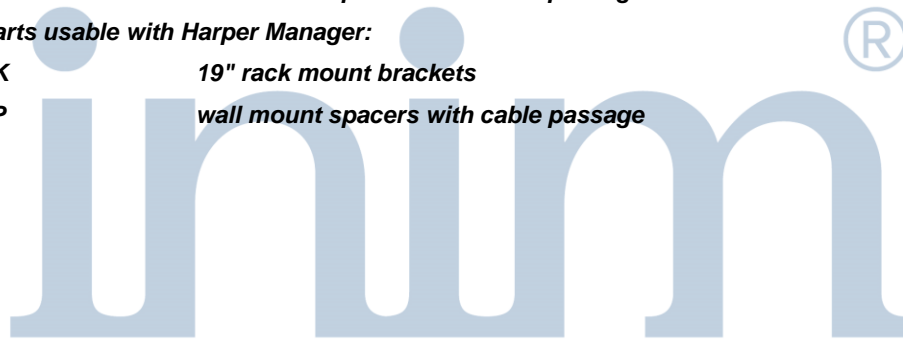 arts usable with Harper Manager:
K 19" rack mount brackets
P wall mount spacers with cable passage
inim®